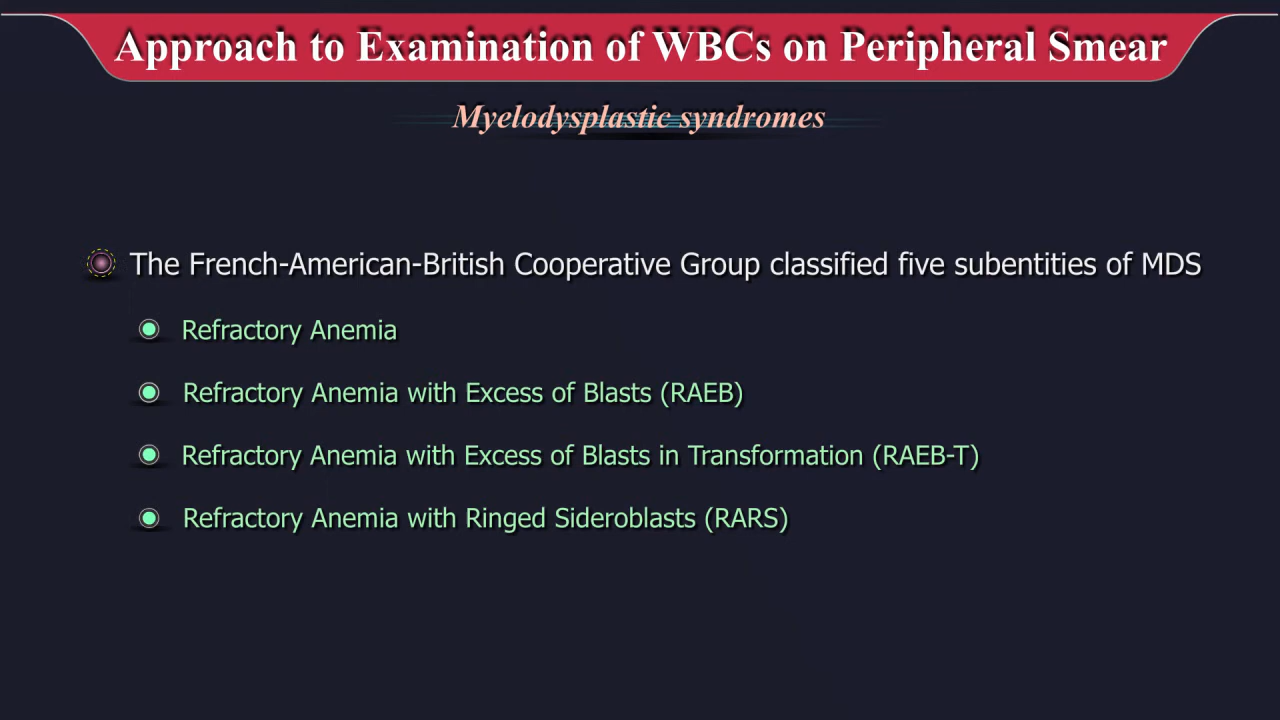 Approach to Examination of WBCs on Peripheral Smear
Myelodysplastic syndromes
The French-American-British Cooperative Group classified five subentities of MDS
Refractory Anemia
Refractory Anemia with Excess of Blasts (RAEB)
Refractory Anemia with Excess of Blasts in Transformation (RAEB-T)
Refractory Anemia with Ringed Sideroblasts (RARS)